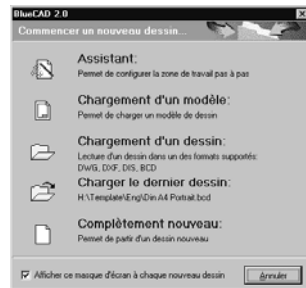 BlueCAD 2.0
Commencer un nouveau dessin...
Assistant:
Permet de configurer la zone de travail pas à pas
Chargement d'un modèle:
Permet de charger un modèle de dessin
Chargement d'un dessin:
Lecture d'un dessin dans un des formats supportés:
DWG, DXF, DIS, BCD
Charger le dernier dessin:
H:\Template\Eng\Din A4 Portrait.bcd
Complètement nouveau:
Permet de partir d'un dessin nouveau
Afficher ce masque d'écran à chaque nouveau dessin
Annuler